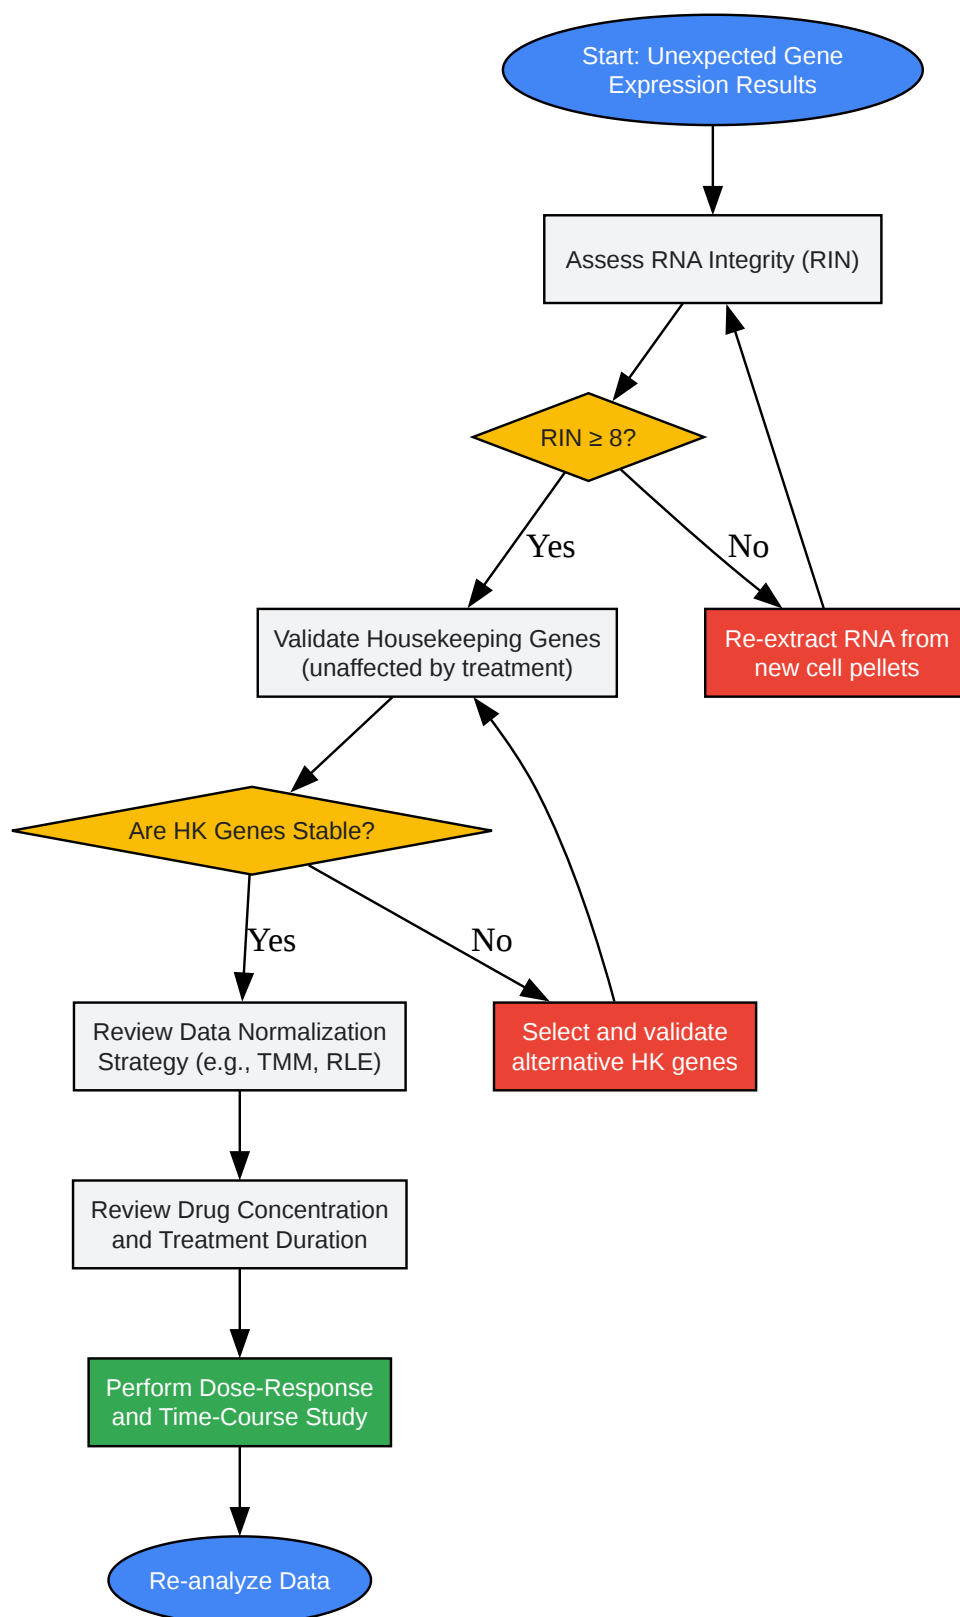 Start: Unexpected Gene
Expression Results
Assess RNA Integrity (RIN)
RIN ≥ 8?
Yes
No
Validate Housekeeping Genes
(unaffected by treatment)
Re-extract RNA from
new cell pellets
Are HK Genes Stable?
Yes
No
Review Data Normalization
Strategy (e.g., TMM, RLE)
Select and validate
alternative HK genes
Review Drug Concentration
and Treatment Duration
Perform Dose-Response
and Time-Course Study
Re-analyze Data